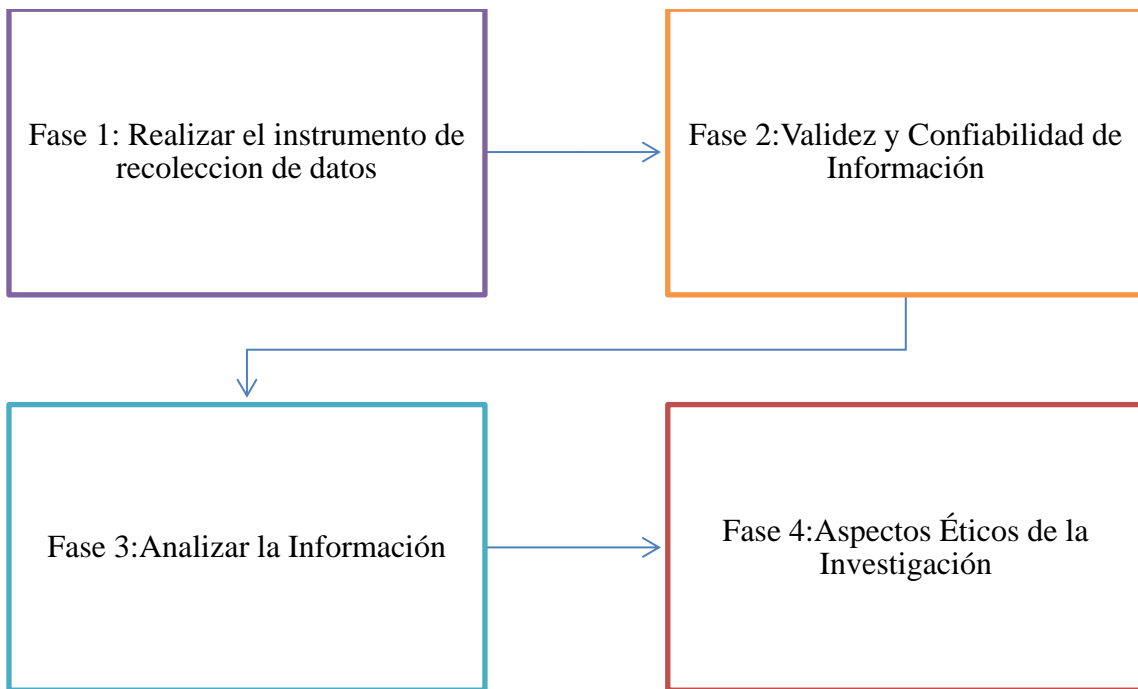 Fase 1: Realizar el instrumento de
recoleccion de datos
Fase 2:Validez y Confiabilidad de
Información
Fase 3:Analizar la Información
Fase 4:Aspectos Éticos de la
Investigación